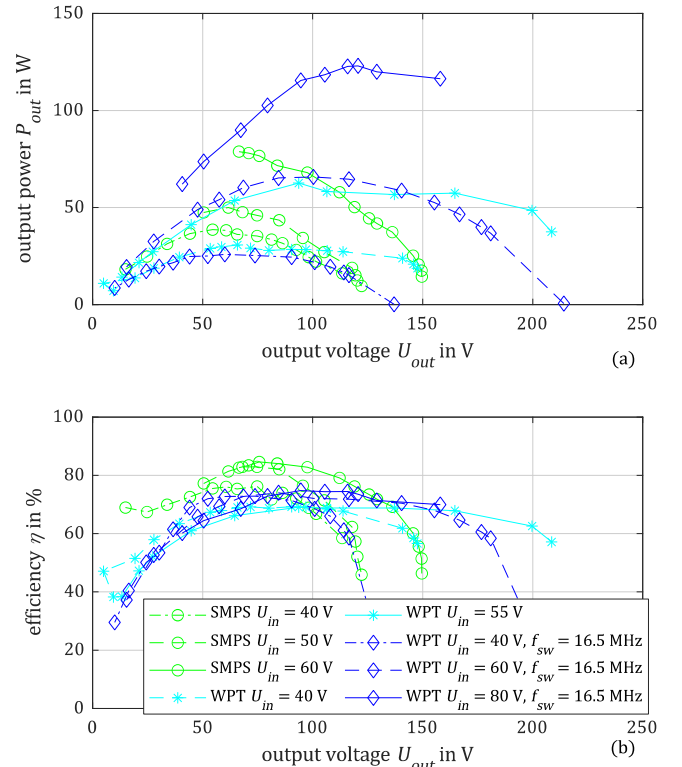 150
100
50
0
output power P_out in W
0 50 100 150 200 250
output voltage U_out in V
(a)
100
80
60
40
20
0
efficiency η in %
SMPS U_in = 40 V
SMPS U_in = 50 V
SMPS U_in = 60 V
WPT U_in = 40 V
WPT U_in = 55 V
WPT U_in = 40 V, f_sw = 16.5 MHz
WPT U_in = 60 V, f_sw = 16.5 MHz
WPT U_in = 80 V, f_sw = 16.5 MHz
0 50 100 150 200 250
output voltage U_out in V
(b)